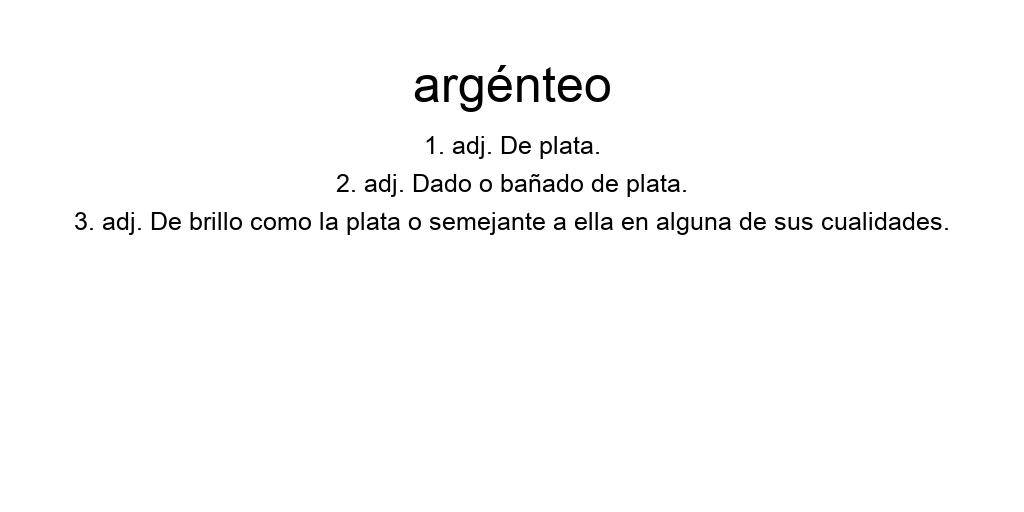 argénteo
1. adj. De plata.
2. adj. Dado o bañado de plata.
3. adj. De brillo como la plata o semejante a ella en alguna de sus cualidades.